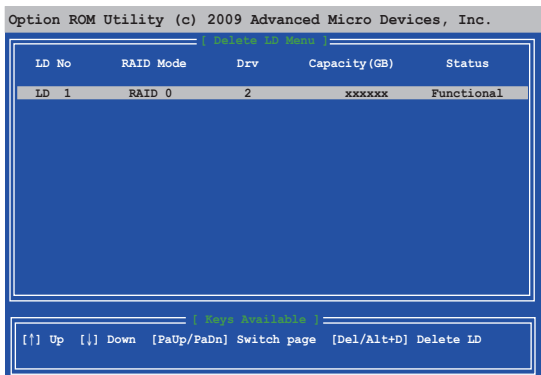 Option ROM Utility (c) 2009 Advanced Micro Devices, Inc.
[ Delete LD Menu ]
LD No RAID Mode Drv Capacity(GB) Status
LD 1 RAID 0 2 xxxxxx Functional
[ Keys Available ]
[↑] Up [↓] Down [PaUp/PaDn] Switch page [Del/Alt+D] Delete LD